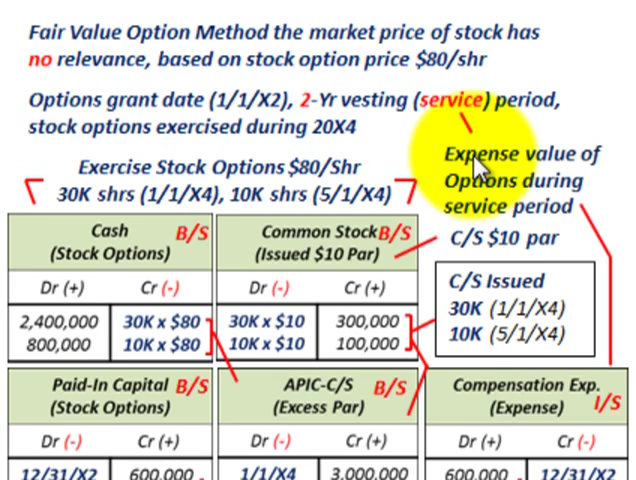 Fair Value Option Method the market price of stock has
no relevance, based on stock option price $80/shr
Options grant date (1/1/X2), 2-Yr vesting (service) period,
stock options exercised during 20X4
Expense value of
Options during
service period
Exercise Stock Options $80/Shr
30K shrs (1/1/X4), 10K shrs (5/1/X4)
Cash B/S
(Stock Options)
Dr (+) Cr (-)
2,400,000 30K x $80
800,000 10K x $80
Common Stock B/S
(Issued $10 Par)
Dr (-) Cr (+)
30K x $10 300,000
10K x $10 100,000
C/S $10 par
C/S Issued
30K (1/1/X4)
10K (5/1/X4)
Paid-In Capital B/S
(Stock Options)
Dr (-) Cr (+)
12/31/X2 600,000
APIC-C/S B/S
(Excess Par)
Dr (-) Cr (+)
1/1/X4 3,000,000
Compensation Exp.
(Expense) I/S
Dr (+) Cr (-)
600,000 12/31/X2